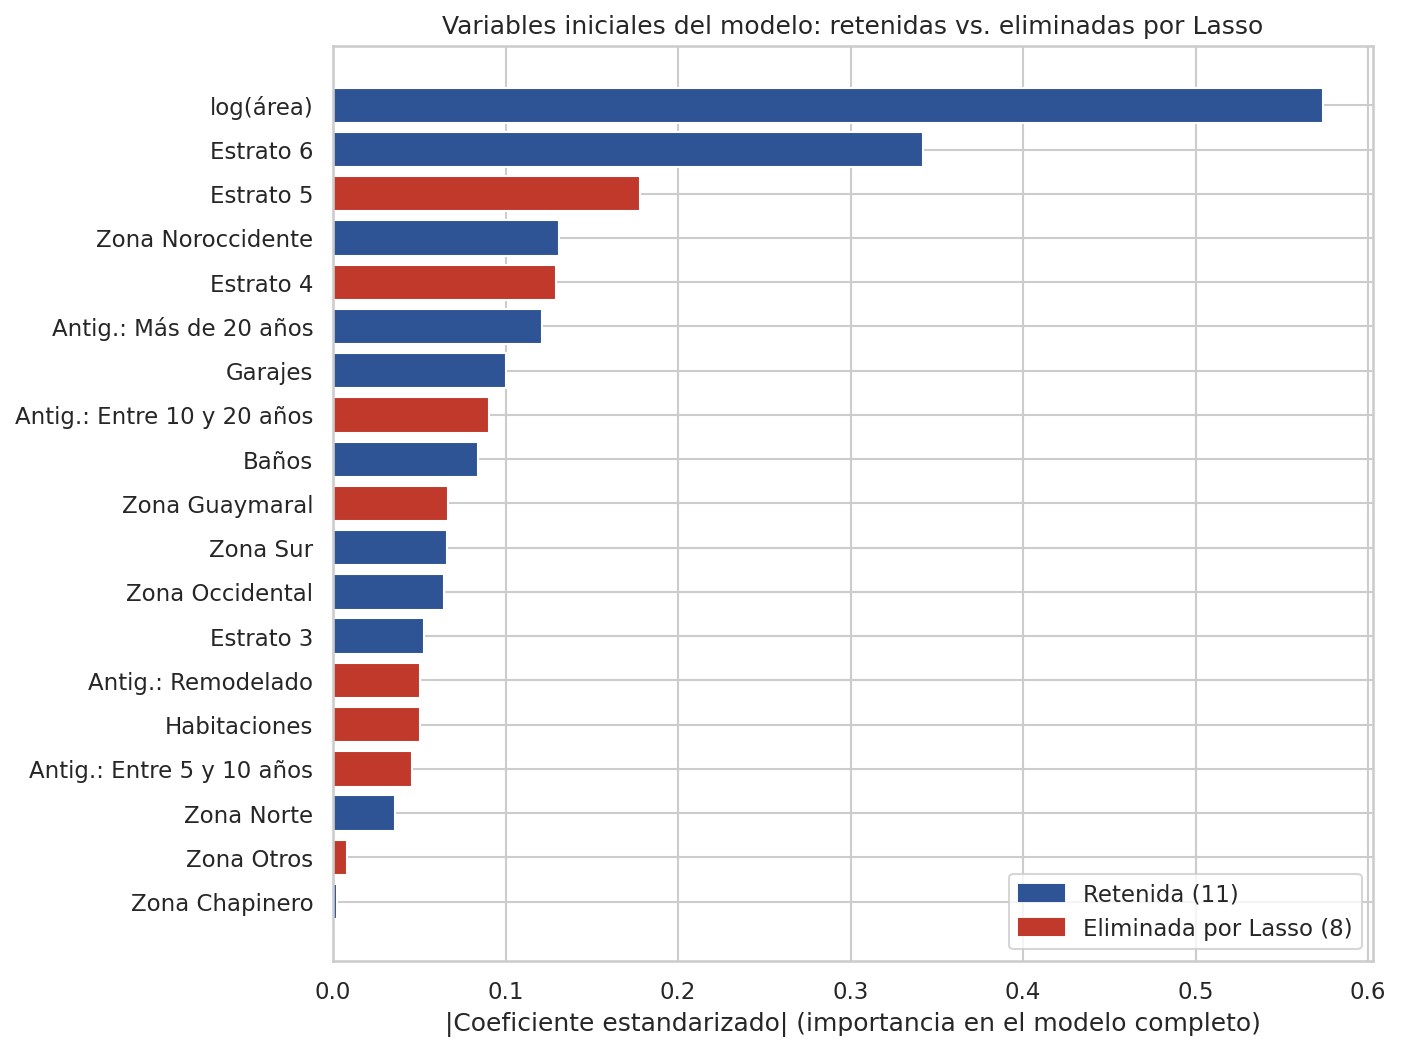 Variables iniciales del modelo: retenidas vs. eliminadas por Lasso
log(área)
Estrato 6
Estrato 5
Zona Noroccidente
Estrato 4
Antig.: Más de 20 años
Garajes
Antig.: Entre 10 y 20 años
Baños
Zona Guaymaral
Zona Sur
Zona Occidental
Estrato 3
Antig.: Remodelado
Habitaciones
Antig.: Entre 5 y 10 años
Zona Norte
Zona Otros
Zona Chapinero
Retenida (11)
Eliminada por Lasso (8)
0.0 0.1 0.2 0.3 0.4 0.5 0.6
|Coeficiente estandarizado| (importancia en el modelo completo)